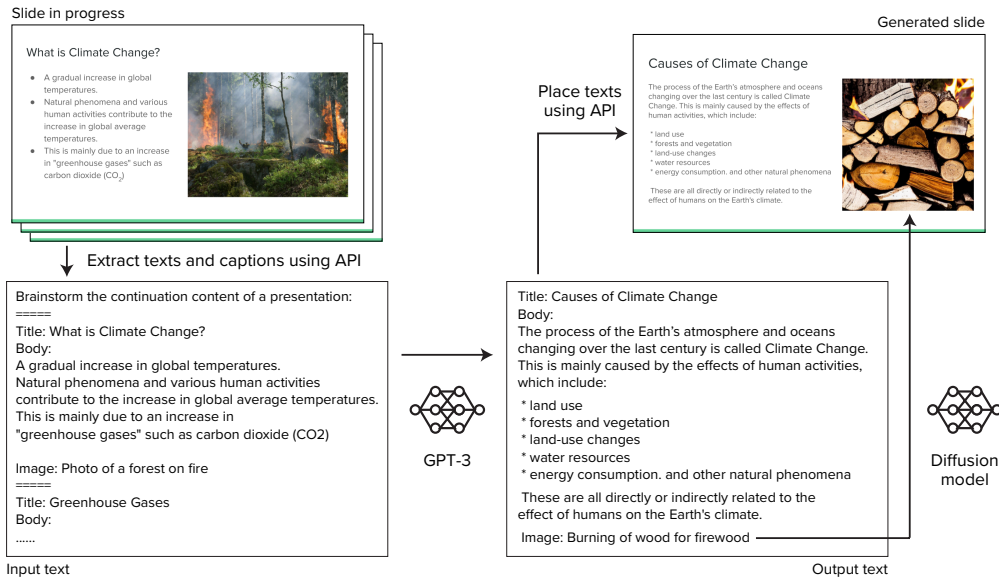 Slide in progress
What is Climate Change?
● A gradual increase in global
temperatures.
● Natural phenomena and various
human activities contribute to the
increase in global average
temperatures.
● This is mainly due to an increase
in "greenhouse gases" such as
carbon dioxide (CO2)
Extract texts and captions using API
Brainstorm the continuation content of a presentation:
=====
Title: What is Climate Change?
Body:
A gradual increase in global temperatures.
Natural phenomena and various human activities
contribute to the increase in global average temperatures.
This is mainly due to an increase in
"greenhouse gases" such as carbon dioxide (CO2)
Image: Photo of a forest on fire
=====
Title: Greenhouse Gases
Body:
......
Input text
GPT-3
Title: Causes of Climate Change
Body:
The process of the Earth's atmosphere and oceans
changing over the last century is called Climate Change.
This is mainly caused by the effects of human activities,
which include:
* land use
* forests and vegetation
* land-use changes
* water resources
* energy consumption. and other natural phenomena
These are all directly or indirectly related to the
effect of humans on the Earth's climate.
Image: Burning of wood for firewood
Output text
Place texts
using API
Diffusion
model
Generated slide
Causes of Climate Change
The process of the Earth's atmosphere and oceans
changing over the last century is called Climate
Change. This is mainly caused by the effects of
human activities, which include:
* land use
* forests and vegetation
* land-use changes
* water resources
* energy consumption. and other natural phenomena
These are all directly or indirectly related to the
effect of humans on the Earth's climate.